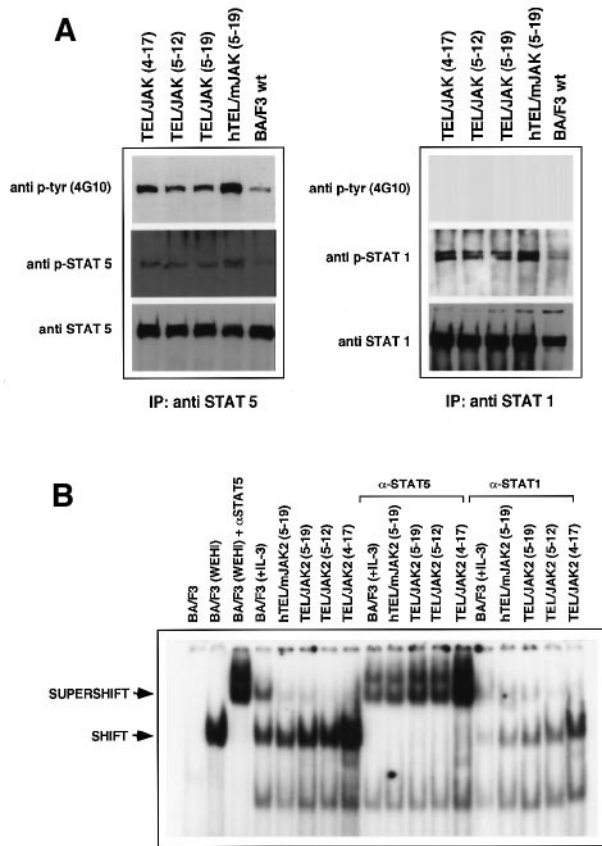 A
TEL/JAK (4-17)
TEL/JAK (5-12)
TEL/JAK (5-19)
hTEL/mJAK (5-19)
BA/F3 wt
anti p-tyr (4G10)
anti p-STAT 5
anti STAT 5
IP: anti STAT 5
TEL/JAK (4-17)
TEL/JAK (5-12)
TEL/JAK (5-19)
hTEL/mJAK (5-19)
BA/F3 wt
anti p-tyr (4G10)
anti p-STAT 1
anti STAT 1
IP: anti STAT 1
B
α-STAT5
α-STAT1
BA/F3
BA/F3 (WEHI)
BA/F3 (WEHI) + αSTAT5
BA/F3 (+IL-3)
hTEL/mJAK2 (5-19)
TEL/JAK2 (5-19)
TEL/JAK2 (5-12)
TEL/JAK2 (4-17)
BA/F3 (+IL-3)
hTEL/mJAK2 (5-19)
TEL/JAK2 (5-19)
TEL/JAK2 (5-12)
TEL/JAK2 (4-17)
BA/F3 (+IL-3)
hTEL/mJAK2 (5-19)
TEL/JAK2 (5-19)
TEL/JAK2 (5-12)
TEL/JAK2 (4-17)
SUPERSHIFT
SHIFT